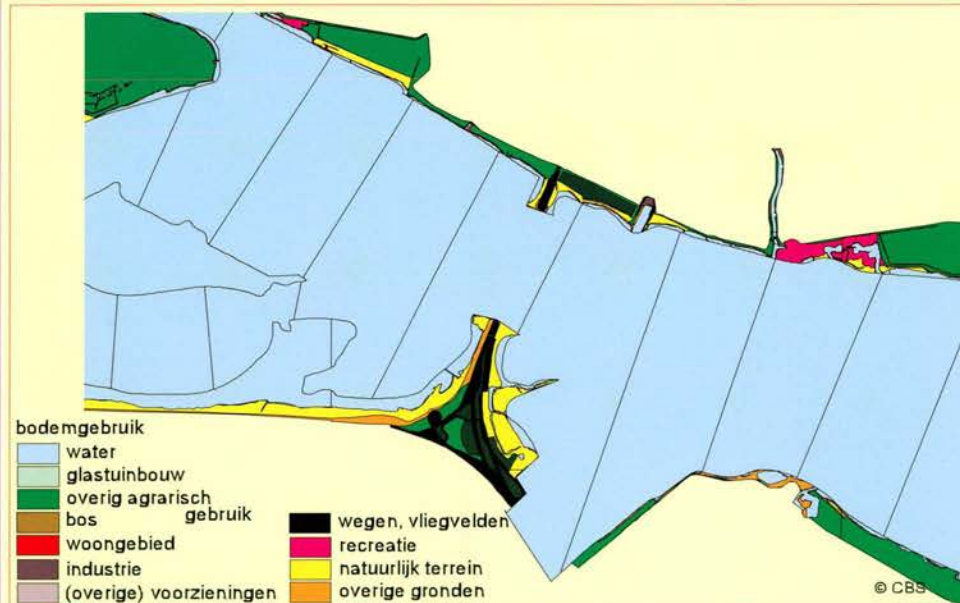 bodemgebruik
water
glastuinbouw
overig agrarisch
gebruik
bos
woongebied
industrie
(overige) voorzieningen
wegen, vliegvelden
recreatie
natuurlijk terrein
overige gronden
© CBS